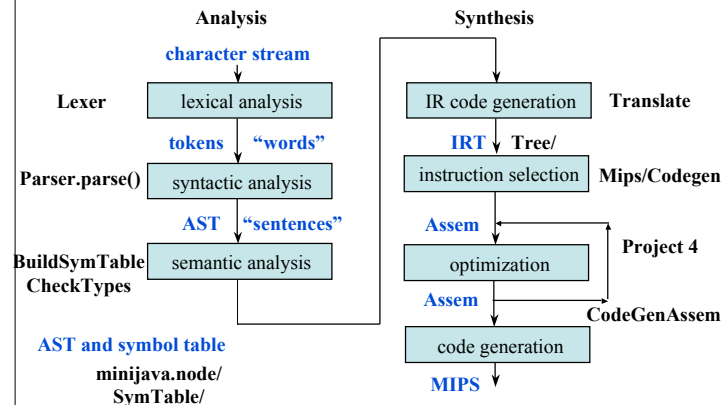 Analysis
Synthesis
character stream
Lexer
lexical analysis
tokens “words”
Parser.parse()
syntactic analysis
AST “sentences”
BuildSymTable
CheckTypes
semantic analysis
AST and symbol table
minijava.node/
SymTable/
IR code generation
Translate
IRT Tree/
instruction selection
Mips/Codegen
Assem
Project 4
optimization
Assem
CodeGenAssem
code generation
MIPS